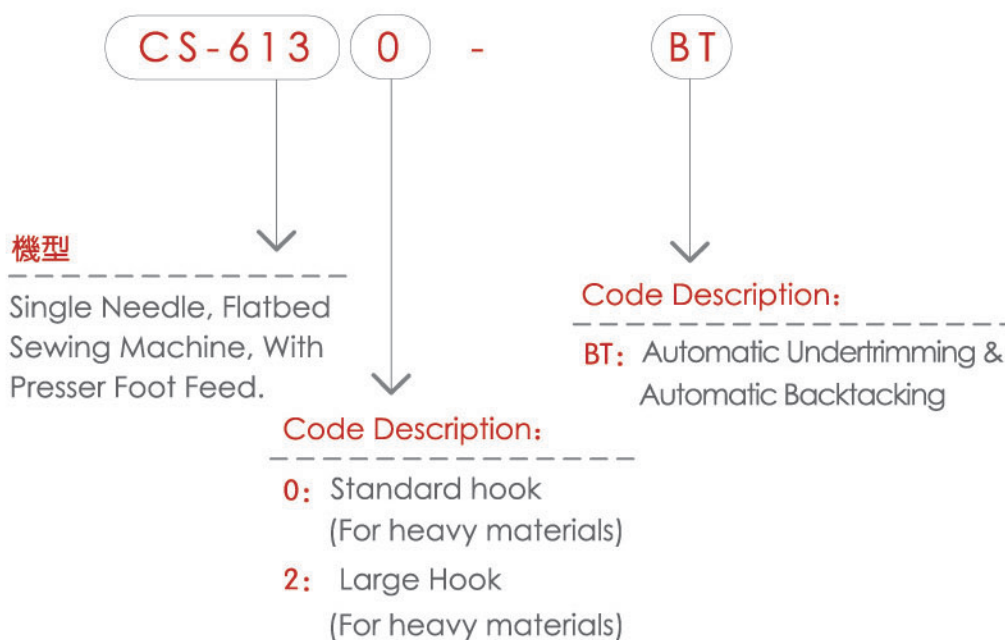 CS-613 0 - BT
機型
Single Needle, Flatbed
Sewing Machine, With
Presser Foot Feed.
Code Description:
0: Standard hook
(For heavy materials)
2: Large Hook
(For heavy materials)
Code Description:
BT: Automatic Undertrimming &
Automatic Backtacking